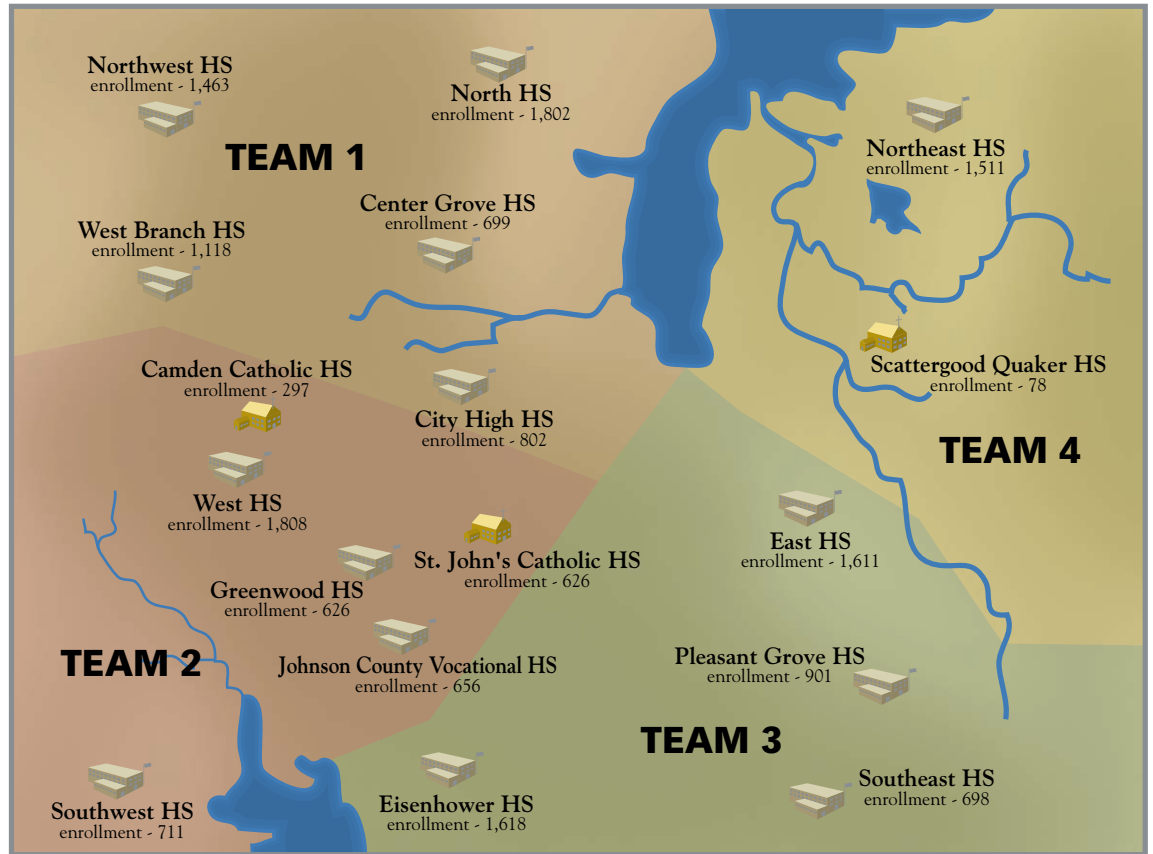 Northwest HS
enrollment - 1,463
North HS
enrollment - 1,802
TEAM 1
Northeast HS
enrollment - 1,511
Center Grove HS
enrollment - 699
West Branch HS
enrollment - 1,118
Camden Catholic HS
enrollment - 297
Scattergood Quaker HS
enrollment - 78
City High HS
enrollment - 802
TEAM 4
West HS
enrollment - 1,808
East HS
enrollment - 1,611
St. John's Catholic HS
enrollment - 626
Greenwood HS
enrollment - 626
TEAM 2
Johnson County Vocational HS
enrollment - 656
Pleasant Grove HS
enrollment - 901
TEAM 3
Southeast HS
enrollment - 698
Southwest HS
enrollment - 711
Eisenhower HS
enrollment - 1,618